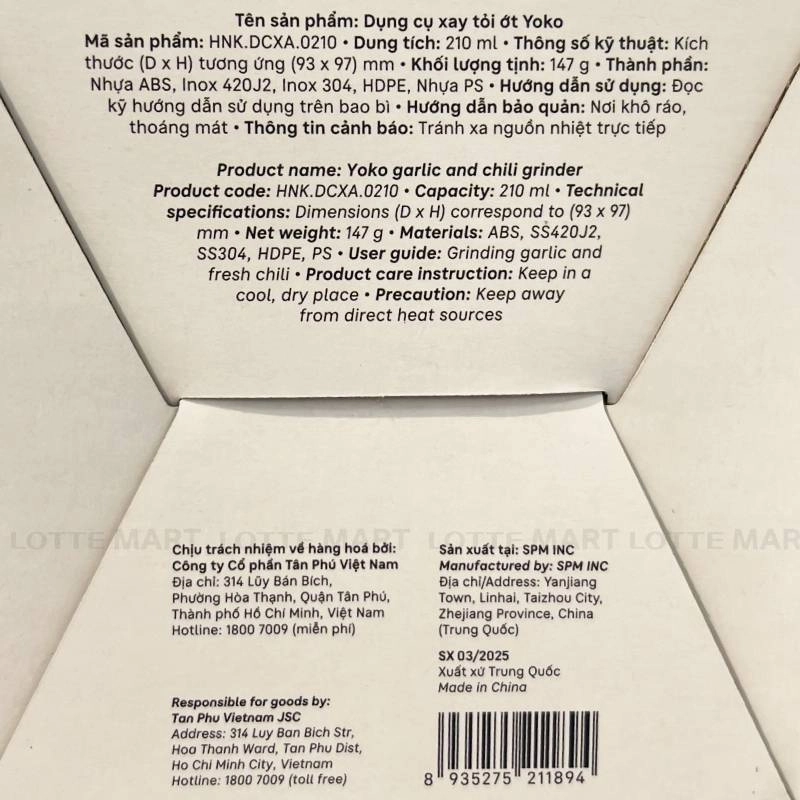 Tên sản phẩm: Dụng cụ xay tỏi ớt Yoko
Mã sản phẩm: HNK.DCXA.0210 • Dung tích: 210 ml • Thông số kỹ thuật: Kích
thước (D x H) tương ứng (93 x 97) mm • Khối lượng tịnh: 147 g • Thành phần:
Nhựa ABS, Inox 420J2, Inox 304, HDPE, Nhựa PS • Hướng dẫn sử dụng: Đọc
kỹ hướng dẫn sử dụng trên bao bì • Hướng dẫn bảo quản: Nơi khô ráo,
thoáng mát • Thông tin cảnh báo: Tránh xa nguồn nhiệt trực tiếp
Product name: Yoko garlic and chili grinder
Product code: HNK.DCXA.0210 • Capacity: 210 ml • Technical
specifications: Dimensions (D x H) correspond to (93 x 97)
mm • Net weight: 147 g • Materials: ABS, SS420J2,
SS304, HDPE, PS • User guide: Grinding garlic and
fresh chili • Product care instruction: Keep in a
cool, dry place • Precaution: Keep away
from direct heat sources
LOTTE MART LOTTE MART LOTTE MART LOTTE MAR
Chịu trách nhiệm về hàng hoá bởi:
Công ty Cổ phần Tân Phú Việt Nam
Địa chỉ: 314 Lũy Bán Bích,
Phường Hòa Thạnh, Quận Tân Phú,
Thành phố Hồ Chí Minh, Việt Nam
Hotline: 1800 7009 (miễn phí)
Responsible for goods by:
Tan Phu Vietnam JSC
Address: 314 Luy Ban Bich Str,
Hoa Thanh Ward, Tan Phu Dist,
Ho Chi Minh City, Vietnam
Hotline: 1800 7009 (toll free)
Sản xuất tại: SPM INC
Manufactured by: SPM INC
Địa chỉ/Address: Yanjiang
Town, Linhai, Taizhou City,
Zhejiang Province, China
(Trung Quốc)
SX 03/2025
Xuất xứ Trung Quốc
Made in China
8 935275 211894